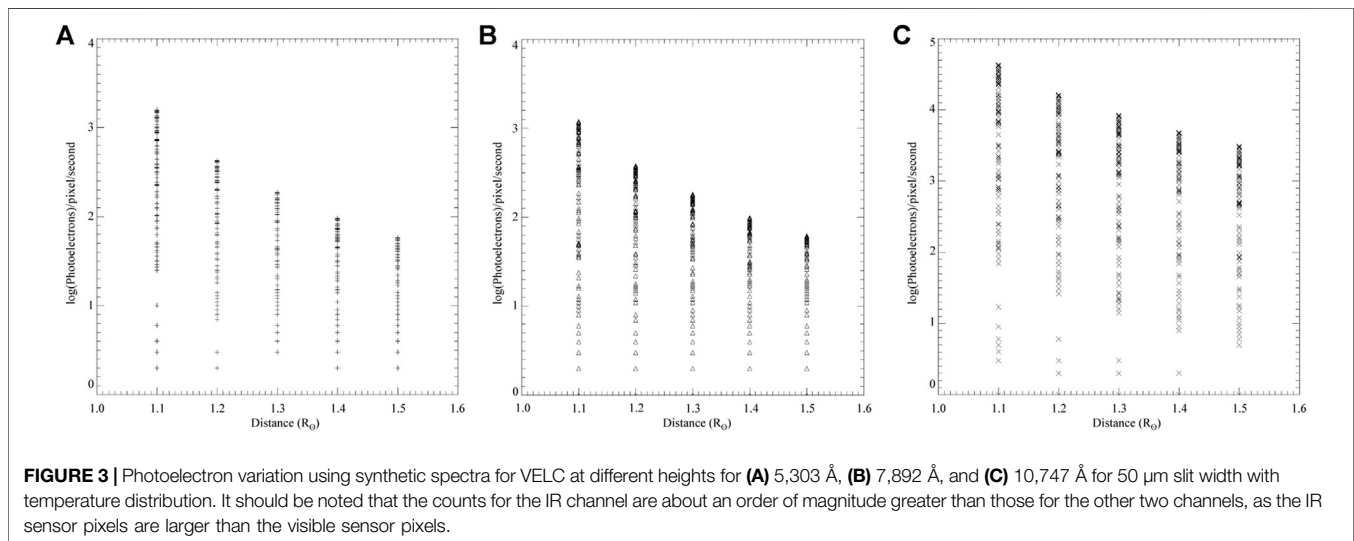 A
4
3
2
1
0
log(Photoelectrons)/pixel/second
1.0 1.1 1.2 1.3 1.4 1.5 1.6
Distance (R⊙)
B
4
3
2
1
0
log(Photoelectrons)/pixel/second
1.0 1.1 1.2 1.3 1.4 1.5 1.6
Distance (R⊙)
C
5
4
3
2
1
0
log(Photoelectrons)/pixel/second
1.0 1.1 1.2 1.3 1.4 1.5 1.6
Distance (R⊙)
FIGURE 3 | Photoelectron variation using synthetic spectra for VELC at different heights for (A) 5,303 Å, (B) 7,892 Å, and (C) 10,747 Å for 50 μm slit width with
temperature distribution. It should be noted that the counts for the IR channel are about an order of magnitude greater than those for the other two channels, as the IR
sensor pixels are larger than the visible sensor pixels.